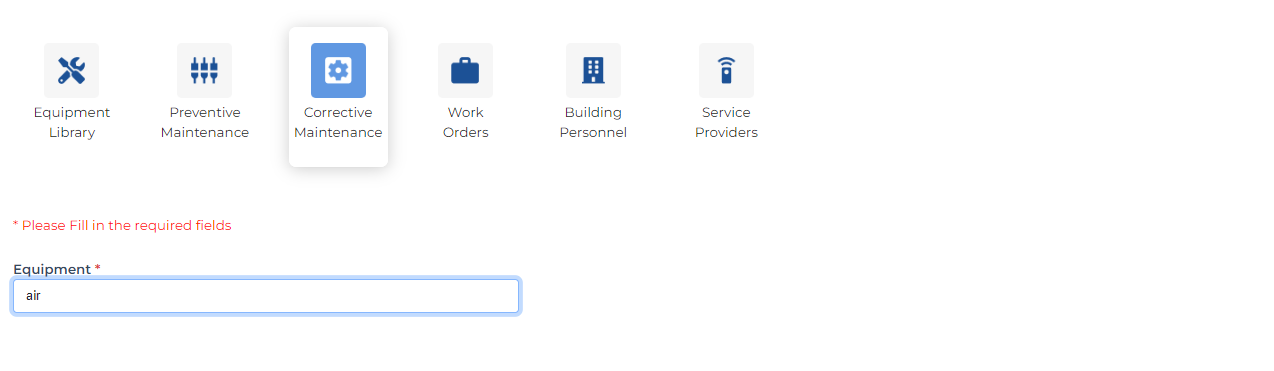 Equipment
Library
Preventive
Maintenance
Corrective
Maintenance
Work
Orders
Building
Personnel
Service
Providers
* Please Fill in the required fields
Equipment *
air